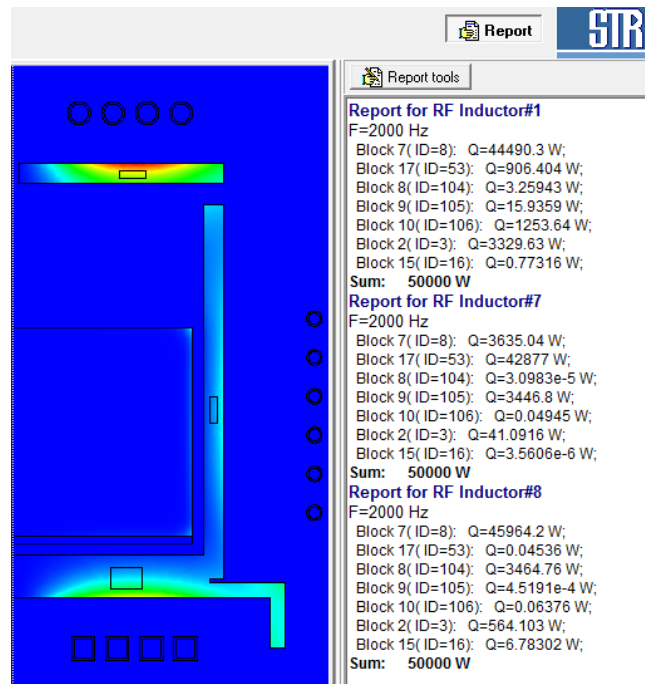 Report
STR
Report tools
Report for RF Inductor#1
F=2000 Hz
Block 7( ID=8): Q=44490.3 W;
Block 17( ID=53): Q=906.404 W;
Block 8( ID=104): Q=3.25943 W;
Block 9( ID=105): Q=15.9359 W;
Block 10( ID=106): Q=1253.64 W;
Block 2( ID=3): Q=3329.63 W;
Block 15( ID=16): Q=0.77316 W;
Sum: 50000 W
Report for RF Inductor#7
F=2000 Hz
Block 7( ID=8): Q=3635.04 W;
Block 17( ID=53): Q=42877 W;
Block 8( ID=104): Q=3.0983e-5 W;
Block 9( ID=105): Q=3446.8 W;
Block 10( ID=106): Q=0.04945 W;
Block 2( ID=3): Q=41.0916 W;
Block 15( ID=16): Q=3.5606e-6 W;
Sum: 50000 W
Report for RF Inductor#8
F=2000 Hz
Block 7( ID=8): Q=45964.2 W;
Block 17( ID=53): Q=0.04536 W;
Block 8( ID=104): Q=3464.76 W;
Block 9( ID=105): Q=4.5191e-4 W;
Block 10( ID=106): Q=0.06376 W;
Block 2( ID=3): Q=564.103 W;
Block 15( ID=16): Q=6.78302 W;
Sum: 50000 W